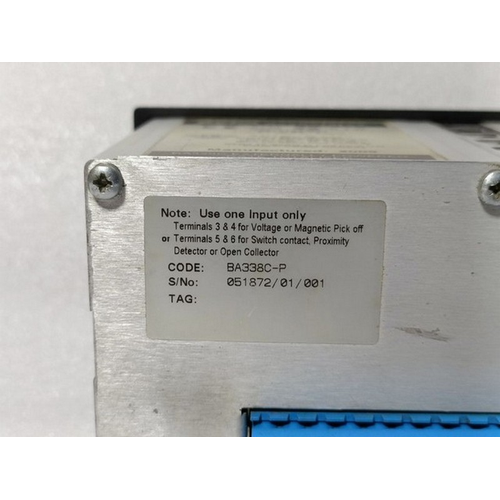 Note: Use one Input only
Terminals 3 & 4 for Voltage or Magnetic Pick off
or Terminals 5 & 6 for Switch contact, Proximity
Detector or Open Collector
CODE: BA338C-P
S/No: 051872/01/001
TAG: